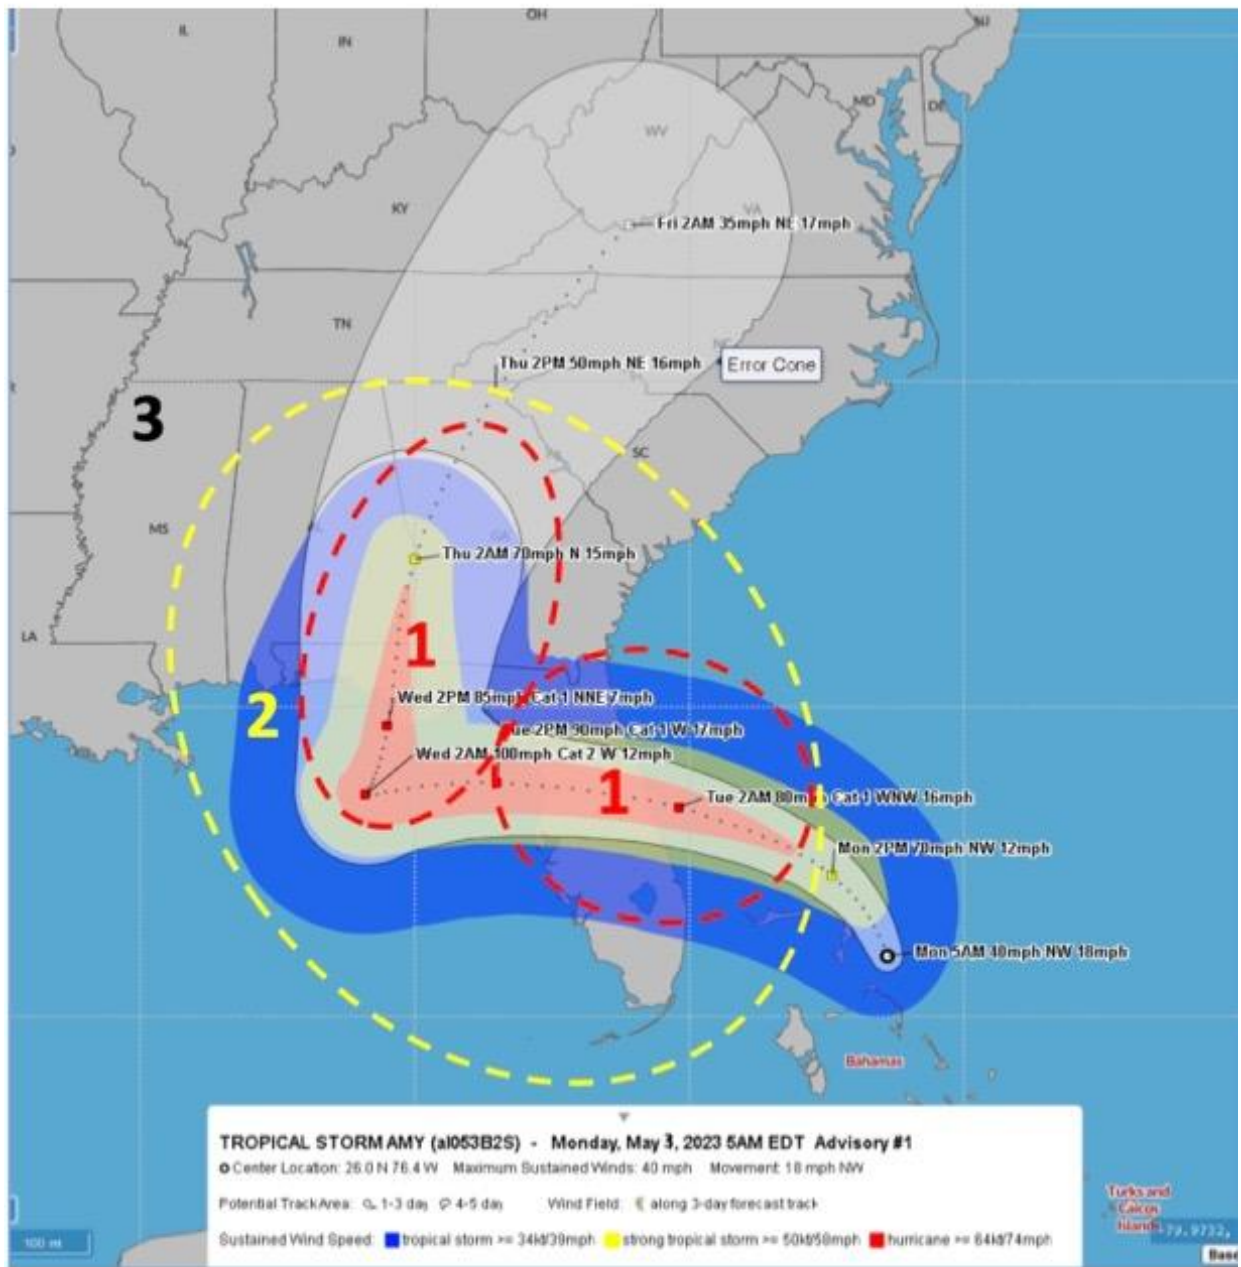 OH
NJ
IL
IN
MD
DE
WV
KY
VA
Fri 2AM 35mph NE 17mph
TN
Thu 2PM 50mph NE 16mph
NC
Error Cone
3
SC
MS
GA
Thu 2AM 70mph N 15mph
LA
1
2
Wed 2PM 85mph Cat 1 NNE 7mph
Tue 2PM 90mph Cat 1 W 17mph
Wed 2AM 100mph Cat 2 W 12mph
1
Tue 2AM 80mph Cat 1 WNW 16mph
Mon 2PM 70mph NW 12mph
Mon 5AM 40mph NW 18mph
Bahamas
TROPICAL STORM AMY (al053B2S) - Monday, May 3, 2023 5AM EDT Advisory #1
Center Location: 26.0 N 76.4 W Maximum Sustained Winds: 40 mph Movement: 18 mph NW
Potential Track Area: 1-3 day 4-5 day Wind Field: along 3-day forecast track
Turks and
Caicos
Islands
Sustained Wind Speed: tropical storm >= 34kt/39mph strong tropical storm >= 50kt/58mph hurricane >= 64kt/74mph
100 mi
-79.9732,
Base